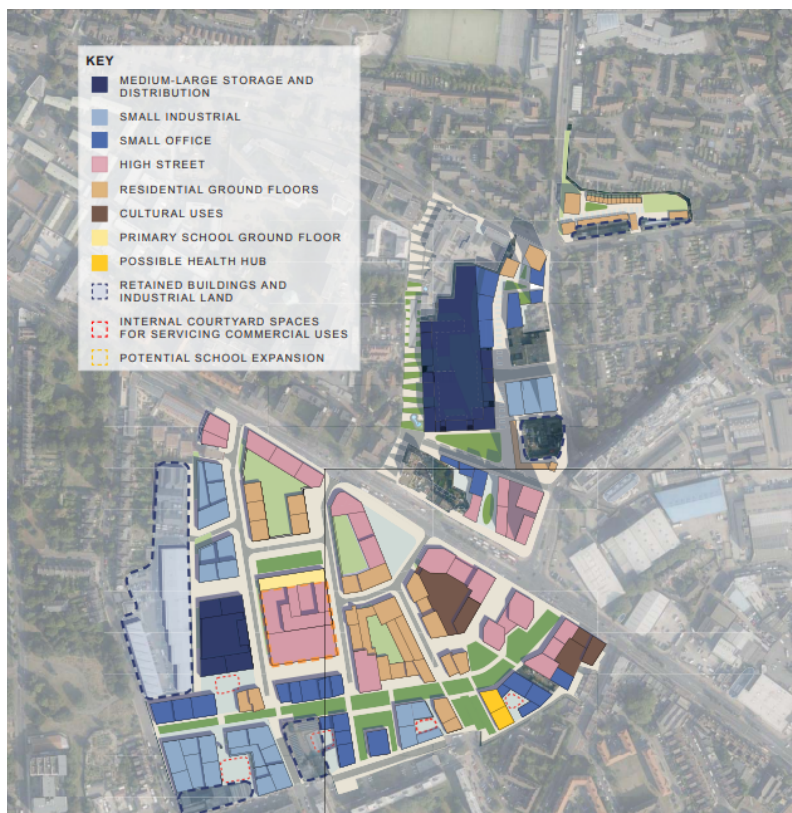 KEY
MEDIUM-LARGE STORAGE AND
DISTRIBUTION
SMALL INDUSTRIAL
SMALL OFFICE
HIGH STREET
RESIDENTIAL GROUND FLOORS
CULTURAL USES
PRIMARY SCHOOL GROUND FLOOR
POSSIBLE HEALTH HUB
RETAINED BUILDINGS AND
INDUSTRIAL LAND
INTERNAL COURTYARD SPACES
FOR SERVICING COMMERCIAL USES
POTENTIAL SCHOOL EXPANSION